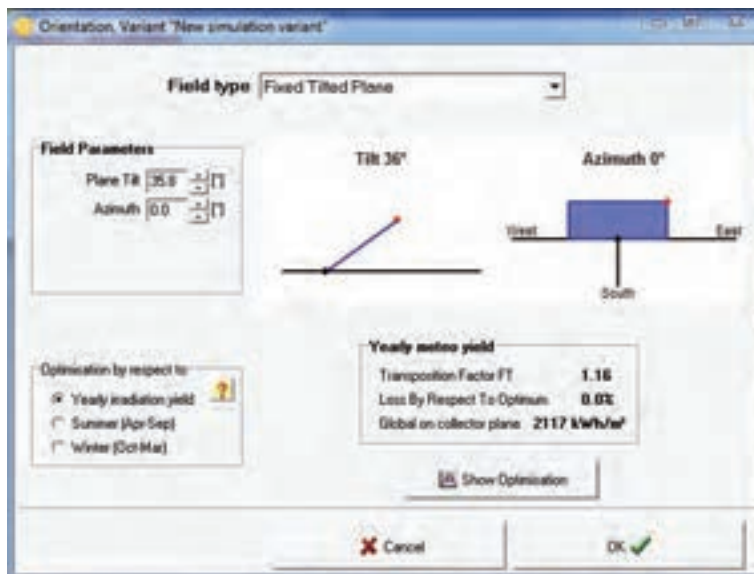 Orientation, Variant "New simulation variant"
Field type Fixed Tilted Plane
Field Parameters
Plane Tilt 35.8 [°]
Azimuth 0.0 [°]
Tilt 36°
Azimuth 0°
West East
South
Optimisation by respect to
Yearly irradiation yield ?
Summer (Apr-Sep)
Winter (Oct-Mar)
Yearly meteo yield
Transposition Factor FT 1.16
Loss By Respect To Optimum 0.0%
Global on collector plane 2117 kWh/m²
Show Optimisation
Cancel OK